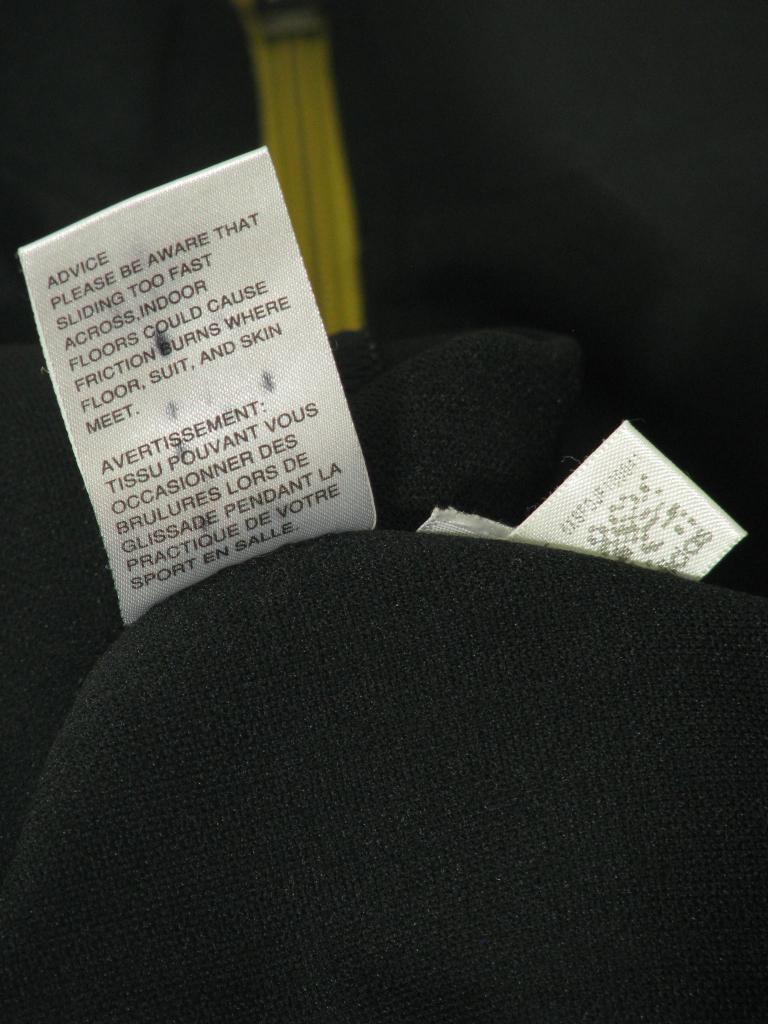 ADVICE
PLEASE BE AWARE THAT
SLIDING TOO FAST
ACROSS INDOOR
FLOORS COULD CAUSE
FRICTION BURNS WHERE
FLOOR, SUIT, AND SKIN
MEET.
AVERTISSEMENT:
TISSU POUVANT VOUS
OCCASIONNER DES
BRULURES LORS DE
GLISSADE PENDANT LA
PRACTIQUE DE VOTRE
SPORT EN SALLE.